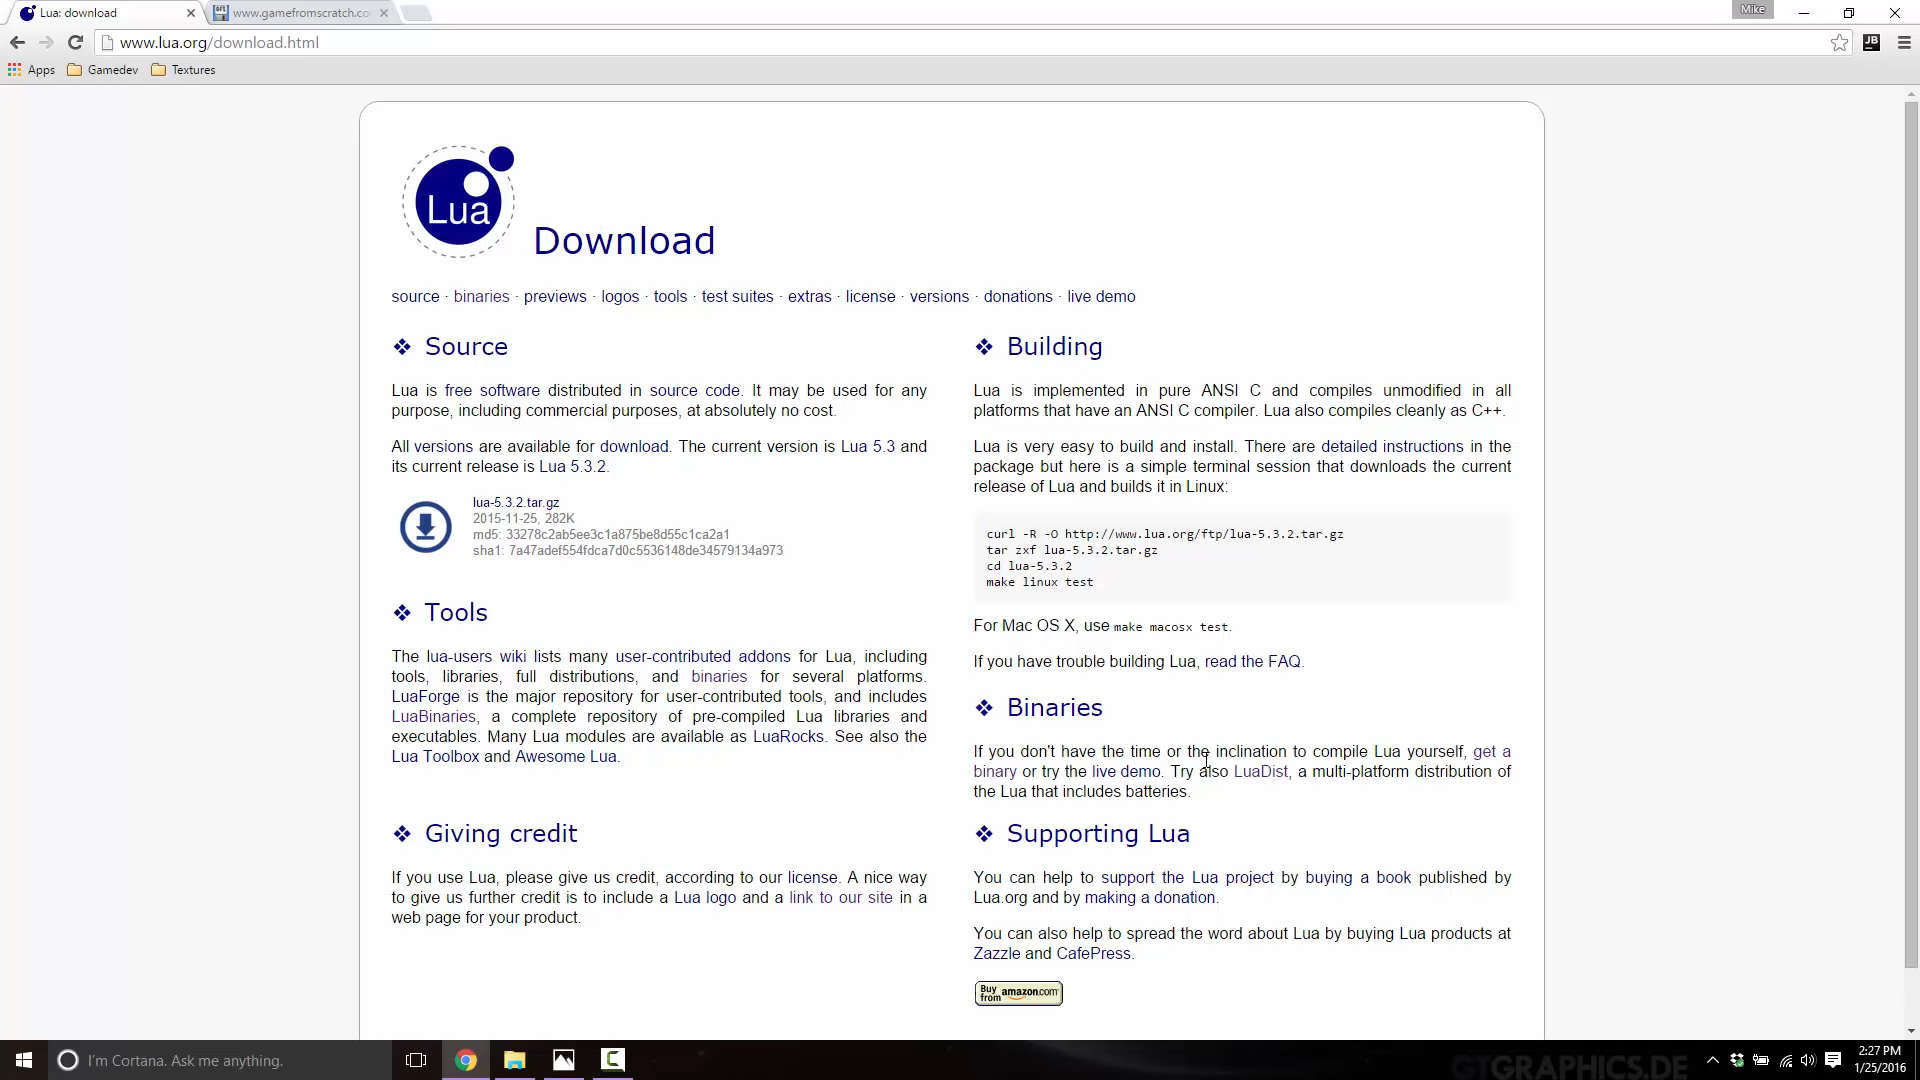 Lua: download
www.gamefromscratch.co
Mike
www.lua.org/download.html
JB
Apps
Gamedev
Textures
Lua
Download
source · binaries · previews · logos · tools · test suites · extras · license · versions · donations · live demo
❖ Source
Lua is free software distributed in source code. It may be used for any
purpose, including commercial purposes, at absolutely no cost.
All versions are available for download. The current version is Lua 5.3 and
its current release is Lua 5.3.2.
lua-5.3.2.tar.gz
2015-11-25, 282K
md5: 33278c2ab5ee3c1a875be8d55c1ca2a1
sha1: 7a47adef554fdca7d0c5536148de34579134a973
❖ Tools
The lua-users wiki lists many user-contributed addons for Lua, including
tools, libraries, full distributions, and binaries for several platforms.
LuaForge is the major repository for user-contributed tools, and includes
LuaBinaries, a complete repository of pre-compiled Lua libraries and
executables. Many Lua modules are available as LuaRocks. See also the
Lua Toolbox and Awesome Lua.
❖ Giving credit
If you use Lua, please give us credit, according to our license. A nice way
to give us further credit is to include a Lua logo and a link to our site in a
web page for your product.
❖ Building
Lua is implemented in pure ANSI C and compiles unmodified in all
platforms that have an ANSI C compiler. Lua also compiles cleanly as C++.
Lua is very easy to build and install. There are detailed instructions in the
package but here is a simple terminal session that downloads the current
release of Lua and builds it in Linux:
curl -R -O http://www.lua.org/ftp/lua-5.3.2.tar.gz
tar zxf lua-5.3.2.tar.gz
cd lua-5.3.2
make linux test
For Mac OS X, use make macosx test.
If you have trouble building Lua, read the FAQ.
❖ Binaries
If you don't have the time or the inclination to compile Lua yourself, get a
binary or try the live demo. Try also LuaDist, a multi-platform distribution of
the Lua that includes batteries.
❖ Supporting Lua
You can help to support the Lua project by buying a book published by
Lua.org and by making a donation.
You can also help to spread the word about Lua by buying Lua products at
Zazzle and CafePress.
Buy from amazon.com
I'm Cortana. Ask me anything.
GTGRAPHICS.DE
2:27 PM
1/25/2016